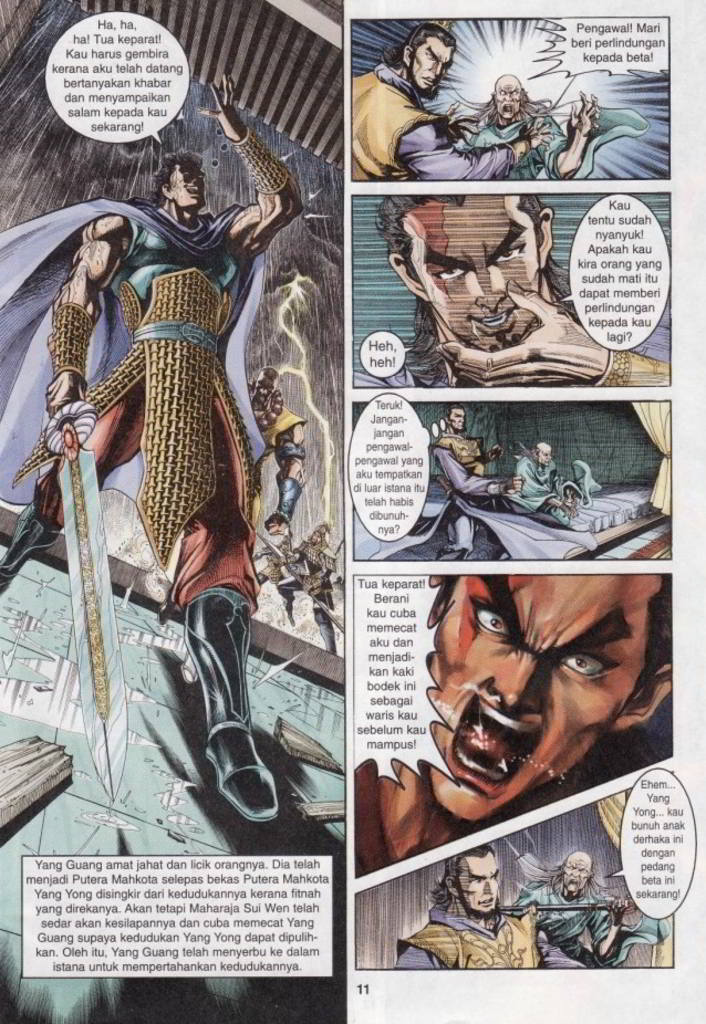 Ha, ha,
ha! Tua keparat!
Kau harus gembira
kerana aku telah datang
bertanyakan khabar
dan menyampaikan
salam kepada kau
sekarang!
Yang Guang amat jahat dan licik orangnya. Dia telah
menjadi Putera Mahkota selepas bekas Putera Mahkota
Yang Yong disingkir dari kedudukannya kerana fitnah
yang direkanya. Akan tetapi Maharaja Sui Wen telah
sedar akan kesilapannya dan cuba memecat Yang
Guang supaya kedudukan Yang Yong dapat dipulih-
kan. Oleh itu, Yang Guang telah menyerbu ke dalam
istana untuk mempertahankan kedudukannya.
Pengawal! Mari
beri perlindungan
kepada beta!
Kau
tentu sudah
nyanyuk!
Apakah kau
kira orang yang
sudah mati itu
dapat memberi
perlindungan
kepada kau
lagi?
Heh,
heh!
Teruk!
Jangan-
jangan
pengawal-
pengawal yang
aku tempatkan
di luar istana itu
telah habis
dibunuh-
nya?
Tua keparat!
Berani
kau cuba
memecat
aku dan
menjadi-
kan kaki
bodek ini
sebagai
waris kau
sebelum kau
mampus!
Ehem...
Yang
Yong... kau
bunuh anak
derhaka ini
dengan
pedang
beta ini
sekarang!
11